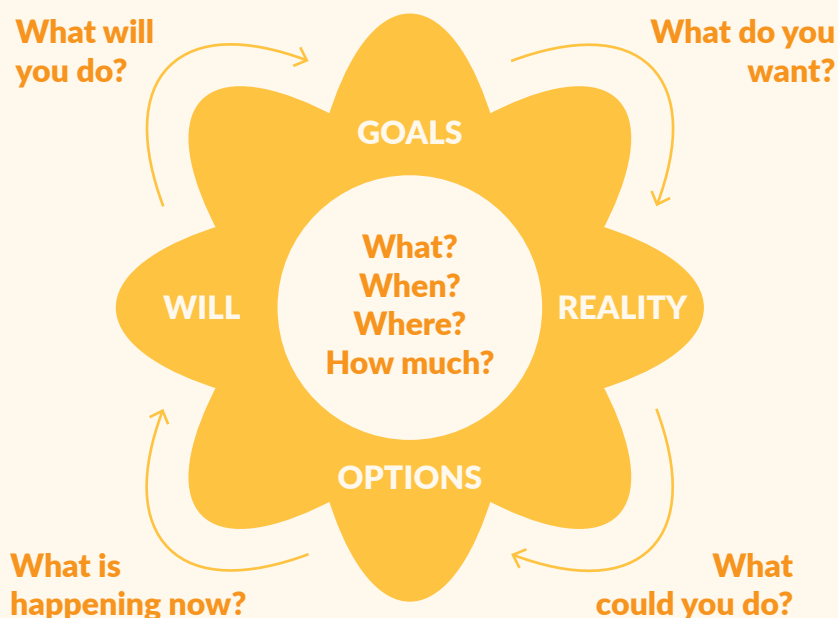 What will
you do?
What do you
want?
GOALS
What?
When?
Where?
How much?
WILL
REALITY
OPTIONS
What is
happening now?
What
could you do?